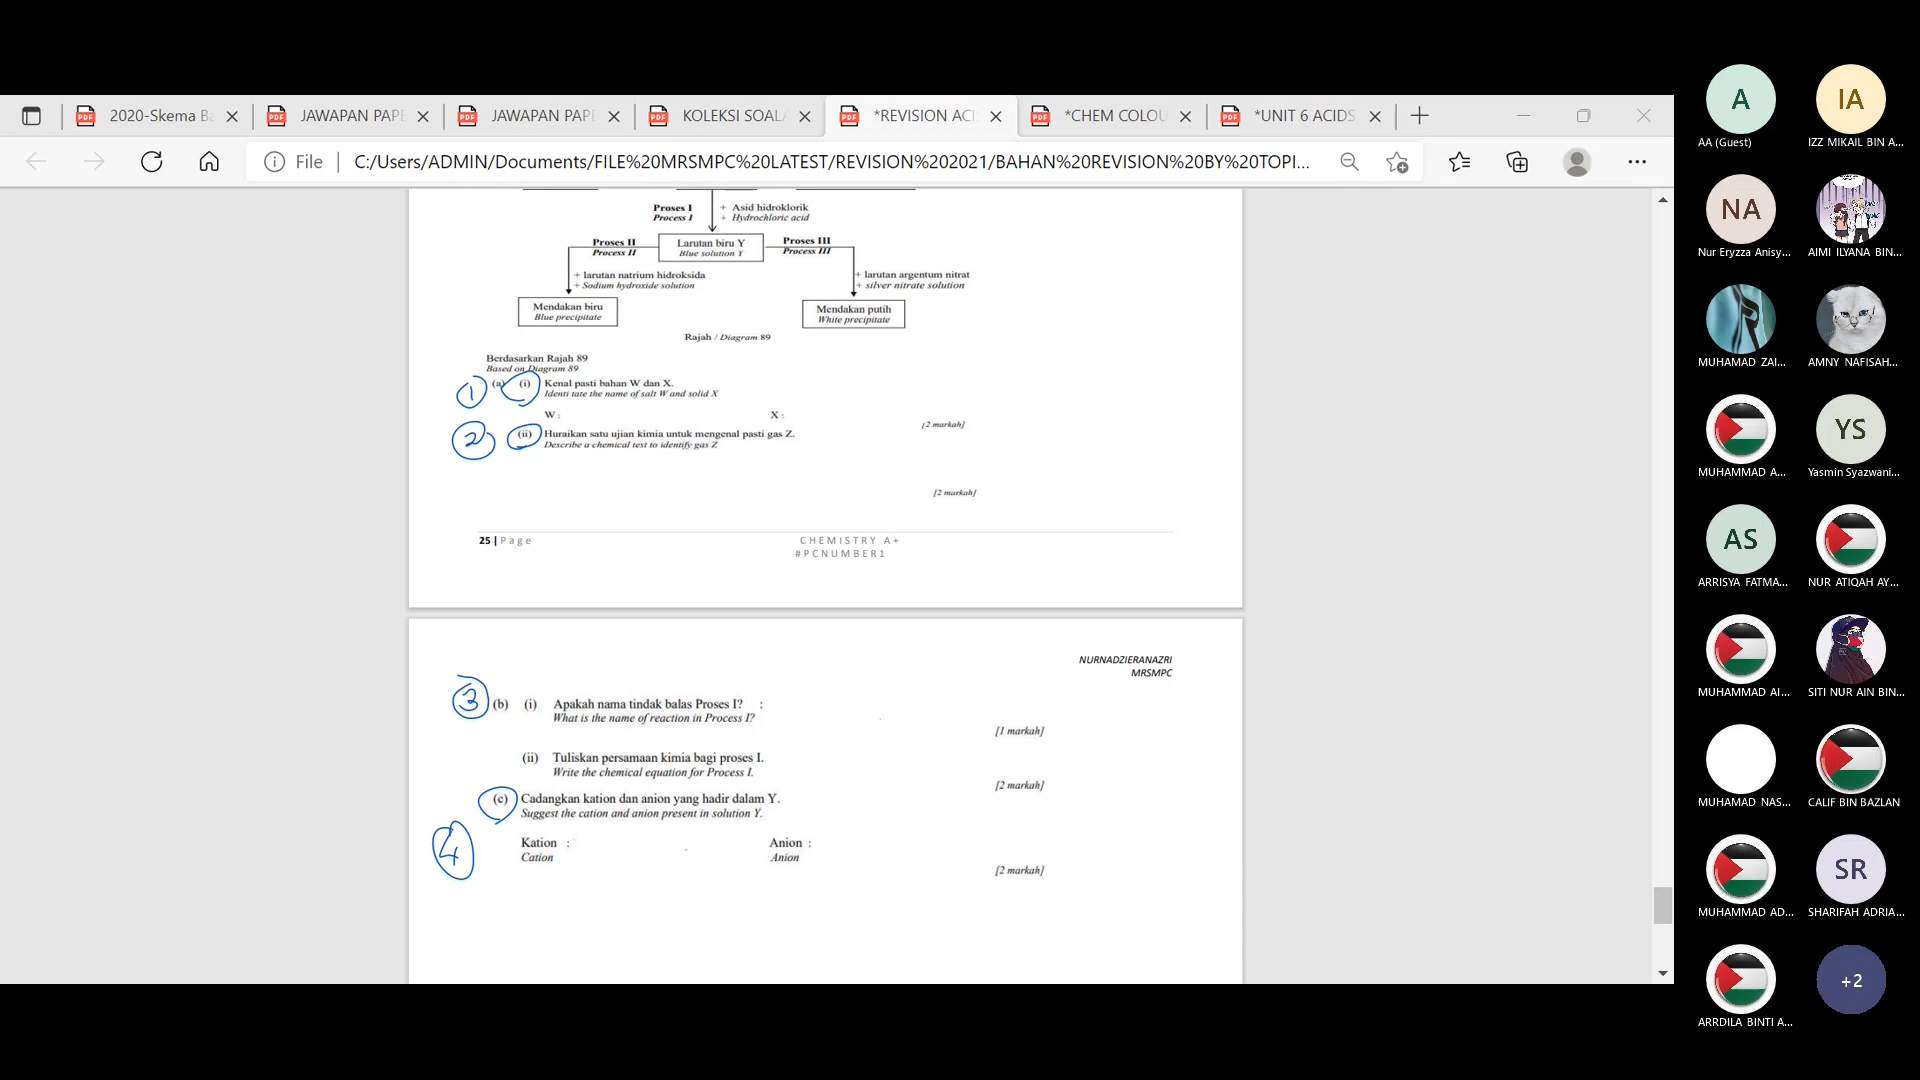 2020-Skema Ba
JAWAPAN PAPE
JAWAPAN PAPE
KOLEKSI SOALA
*REVISION ACI
*CHEM COLOU
*UNIT 6 ACIDS
File
C:/Users/ADMIN/Documents/FILE%20MRSMPC%20LATEST/REVISION%202021/BAHAN%20REVISION%20BY%20TOPI...
Proses I
Process I
+ Asid hidroklorik
+ Hydrochloric acid
Proses II
Process II
Larutan biru Y
Blue solution Y
Proses III
Process III
+ larutan natrium hidroksida
+ Sodium hydroxide solution
+ larutan argentum nitrat
+ silver nitrate solution
Mendakan biru
Blue precipitate
Mendakan putih
White precipitate
Rajah / Diagram 89
Berdasarkan Rajah 89
Based on Diagram 89
1 (a) (i) Kenal pasti bahan W dan X.
Identi tate the name of salt W and solid X
W : X :
[2 markah]
2 (ii) Huraikan satu ujian kimia untuk mengenal pasti gas Z.
Describe a chemical test to identify gas Z
[2 markah]
25 | Page
CHEMISTRY A+
#PCNUMBER1
NURNADZIERANAZRI
MRSMPC
3 (b) (i) Apakah nama tindak balas Proses I? :
What is the name of reaction in Process I?
[1 markah]
(ii) Tuliskan persamaan kimia bagi proses I.
Write the chemical equation for Process I.
[2 markah]
(c) Cadangkan kation dan anion yang hadir dalam Y.
Suggest the cation and anion present in solution Y.
4
Kation : Anion :
Cation Anion
[2 markah]
A
AA (Guest)
IA
IZZ MIKAIL BIN A...
NA
Nur Eryzza Anisy...
AIMI ILYANA BIN...
MUHAMAD ZAI...
AMNY NAFISAH...
MUHAMMAD A...
YS
Yasmin Syazwani...
AS
ARRISYA FATMA...
NUR ATIQAH AY...
MUHAMMAD AI...
SITI NUR AIN BIN...
MUHAMAD NAS...
CALIF BIN BAZLAN
MUHAMMAD AD...
SR
SHARIFAH ADRIA...
ARRDILA BINTI A...
+2